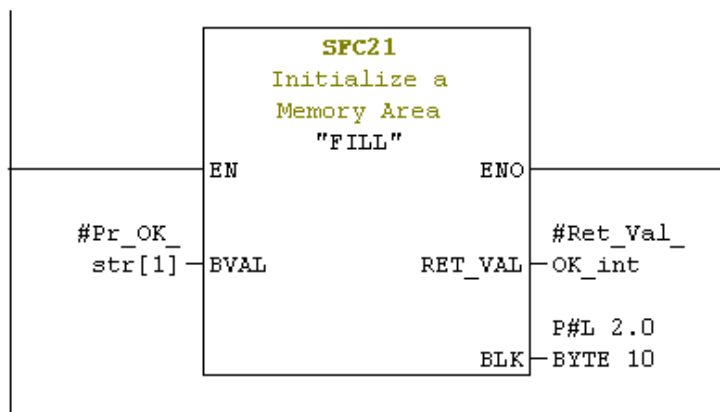 SFC21
Initialize a
Memory Area
"FILL"
EN ENO
#Pr_OK_
str[1] BVAL
#Ret_Val_
RET_VAL OK_int
P#L 2.0
BLK BYTE 10